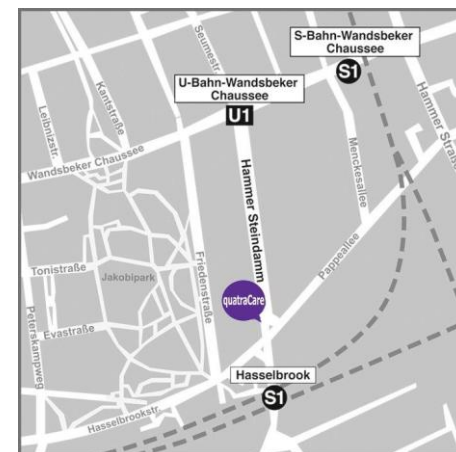 S-Bahn-Wandsbeker
Chaussee
S1
U-Bahn-Wandsbeker
Chaussee
U1
Seumestr.
Kantstraße
Leibnizstr.
Wandsbeker Chaussee
Hammer Straße
Menckesallee
Hammer Steindamm
Pappeallee
Friedenstraße
Tonistraße
Jakobipark
quatraCare
Evastraße
Peterskampweg
Hasselbrook
S1
Hasselbrookstr.